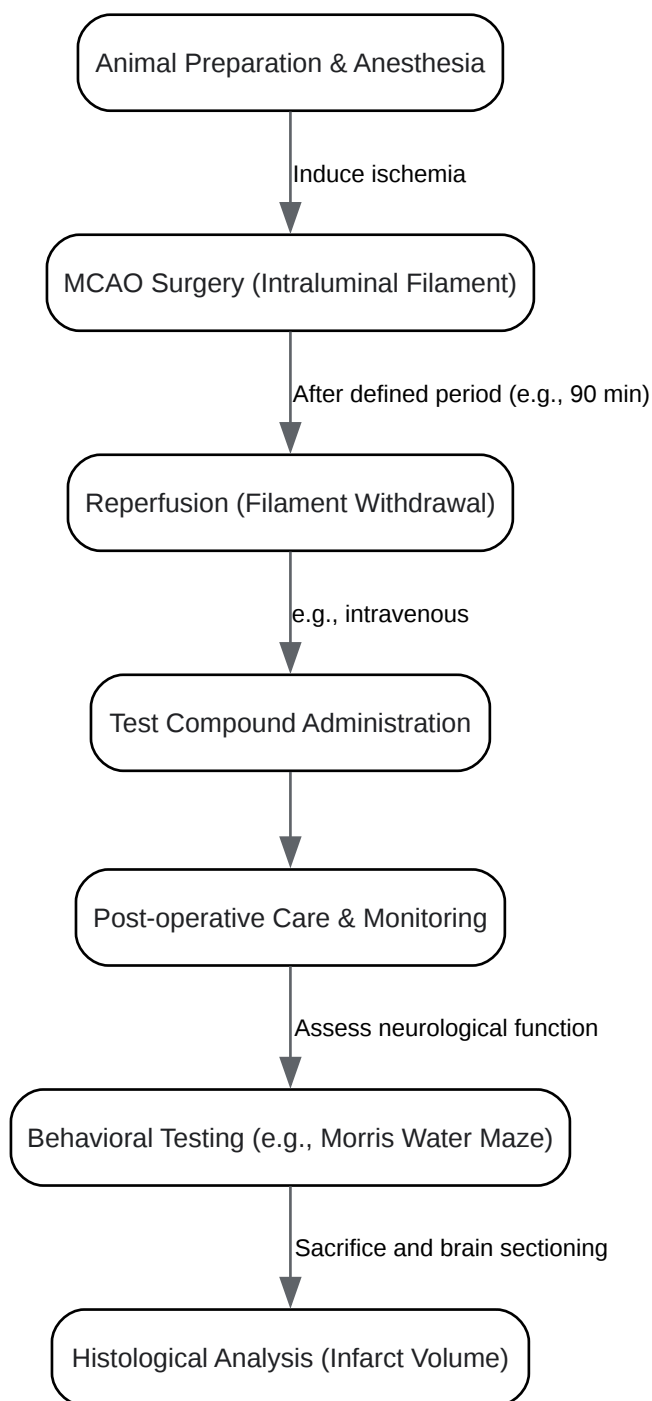 Animal Preparation & Anesthesia
Induce ischemia
MCAO Surgery (Intraluminal Filament)
After defined period (e.g., 90 min)
Reperfusion (Filament Withdrawal)
e.g., intravenous
Test Compound Administration
Post-operative Care & Monitoring
Assess neurological function
Behavioral Testing (e.g., Morris Water Maze)
Sacrifice and brain sectioning
Histological Analysis (Infarct Volume)